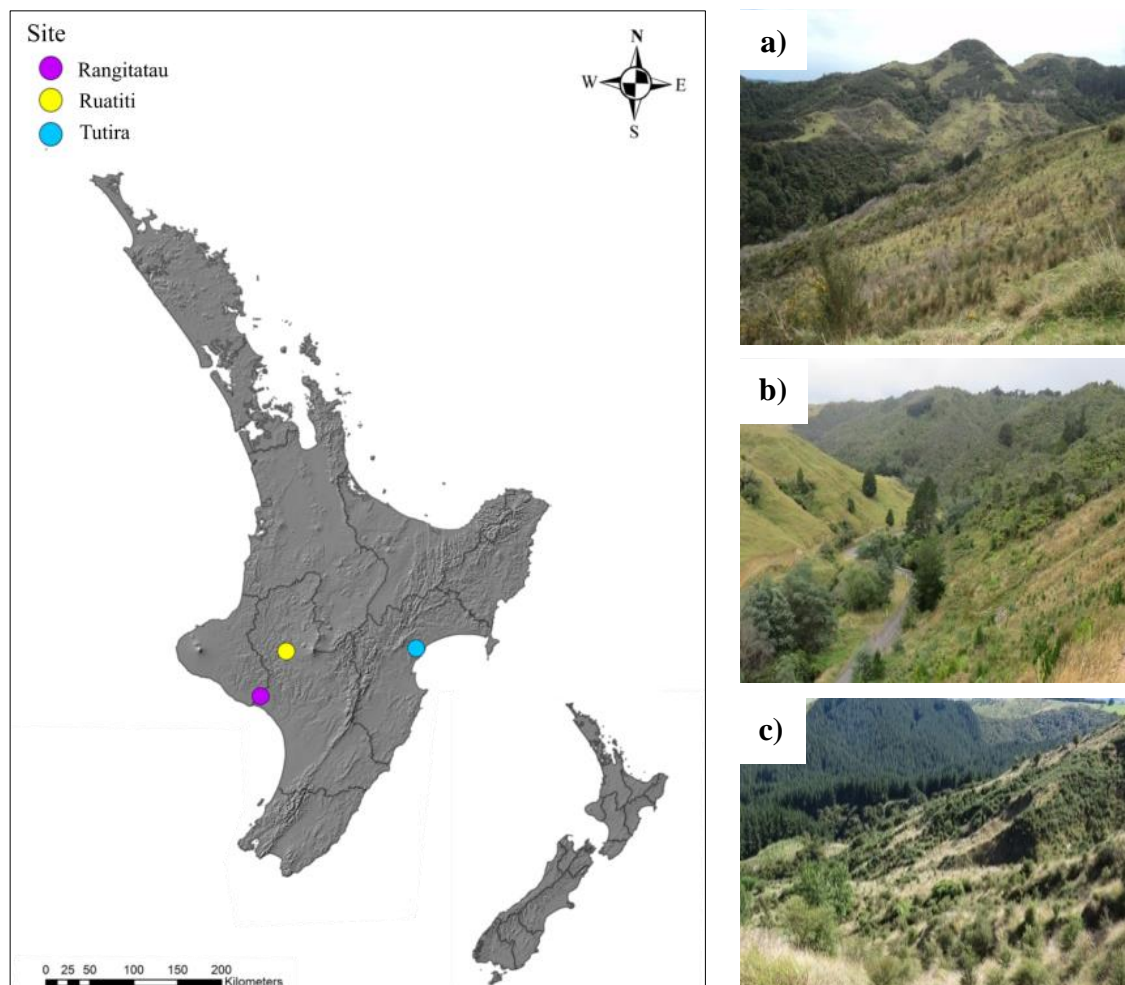 Site
Rangitatau
Ruatiti
Tutira
N
W E
S
0 25 50 100 150 200
Kilometers
a)
b)
c)